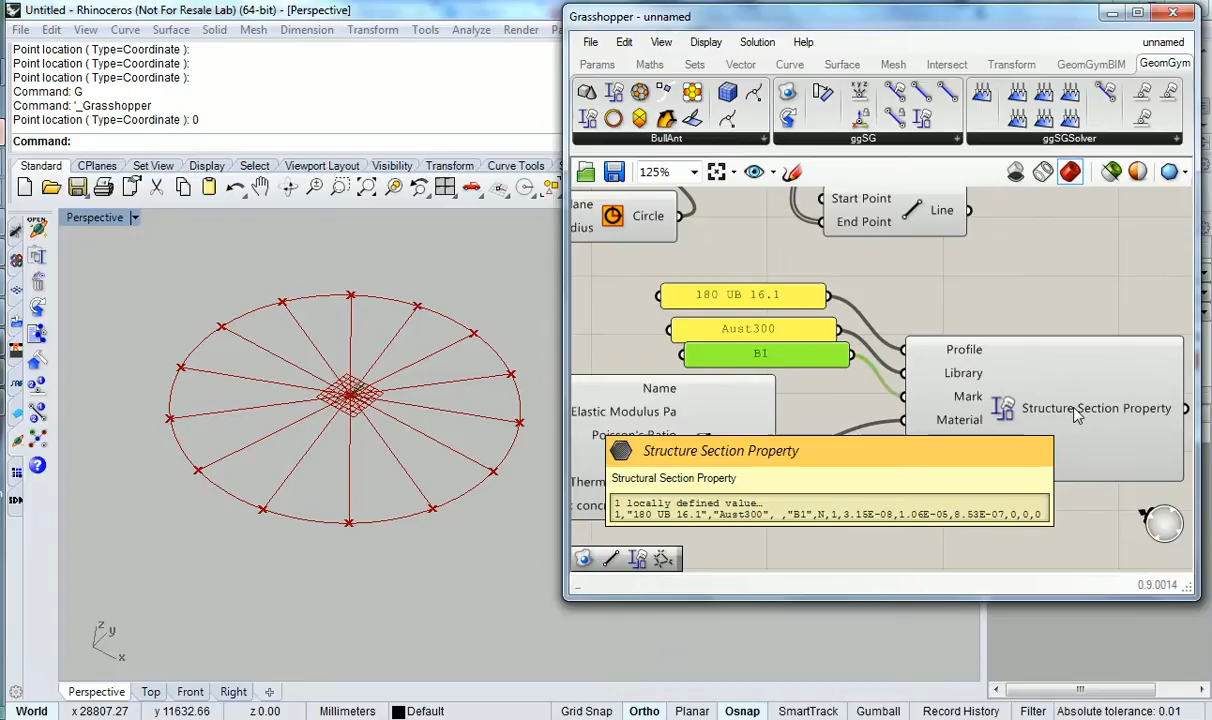 Untitled - Rhinoceros (Not For Resale Lab) (64-bit) - [Perspective]
File Edit View Curve Surface Solid Mesh Dimension Transform Tools Analyze Render
Point location ( Type=Coordinate ):
Point location ( Type=Coordinate ):
Point location ( Type=Coordinate ):
Command: G
Command: '_Grasshopper
Point location ( Type=Coordinate ): 0
Command:
Standard CPlanes Set View Display Select Viewport Layout Visibility Transform Curve Tools
Perspective
OPEN
SDN
z
y
x
Perspective Top Front Right
World x 28807.27 y 11632.66 z 0.00 Millimeters Default Grid Snap Ortho Planar Osnap SmartTrack Gumball Record History Filter Absolute tolerance: 0.01
Grasshopper - unnamed
File Edit View Display Solution Help unnamed
Params Maths Sets Vector Curve Surface Mesh Intersect Transform GeomGymBIM GeomGym
BullAnt ggSG ggSGSolver
125%
lane
dius
Circle
Start Point
End Point
Line
180 UB 16.1
Aust300
B1
Profile
Library
Mark
Material
Structure Section Property
Name
Elastic Modulus Pa
Poisson's Ratio
Therm
t concre
Structure Section Property
Structural Section Property
1 locally defined value...
1,"180 UB 16.1","Aust300", ,"B1",N,1,3.15E-08,1.06E-05,8.53E-07,0,0,0
0.9.0014